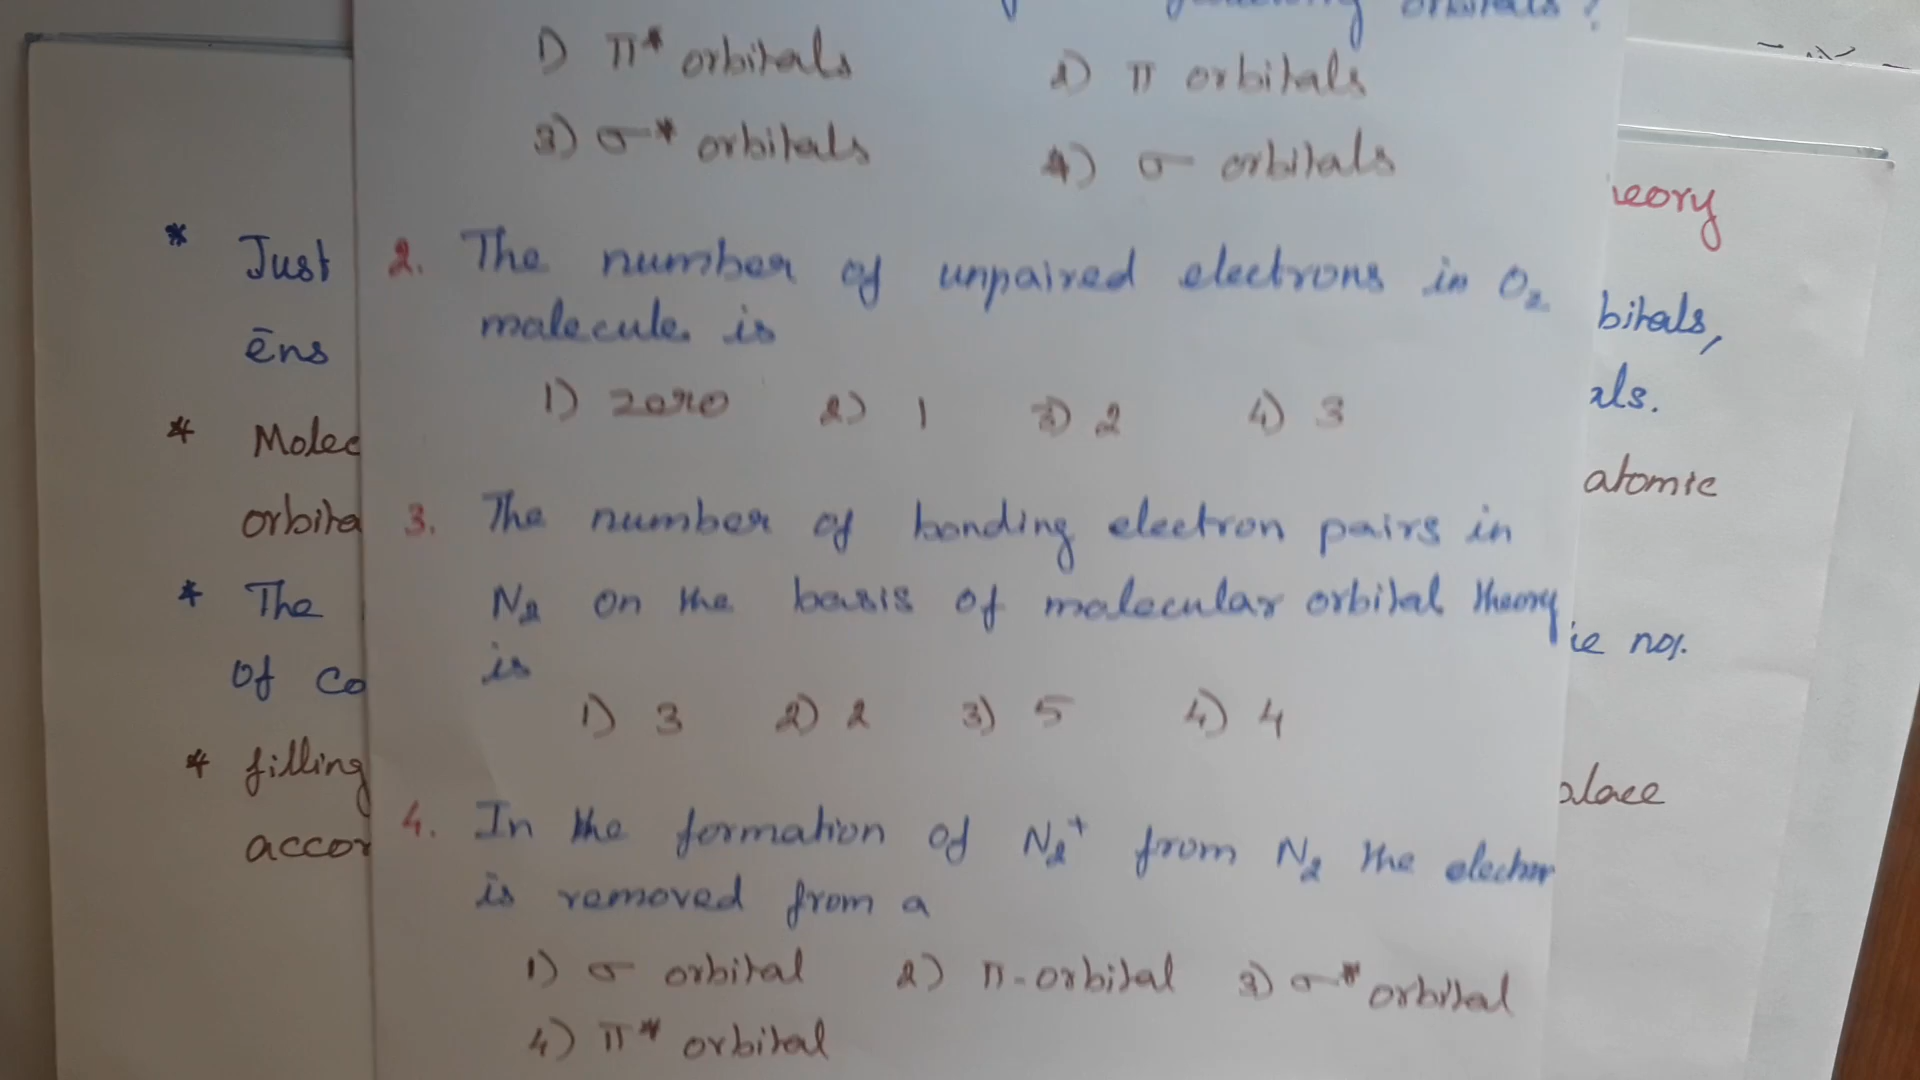 orbitals?
1) π* orbitals 2) π orbitals
3) σ* orbitals 4) σ orbitals
2. The number of unpaired electrons in O₂
molecule is
1) zero 2) 1 3) 2 4) 3
3. The number of bonding electron pairs in
N₂ on the basis of molecular orbital theory
is
1) 3 2) 2 3) 5 4) 4
4. In the formation of N₂⁺ from N₂ the electron
is removed from a
1) σ orbital 2) π-orbital 3) σ* orbital
4) π* orbital
* Just
ēns
* Molec
orbita
* The
of co
* filling
accor
eory
bitals,
als.
atomic
ic no/.
place